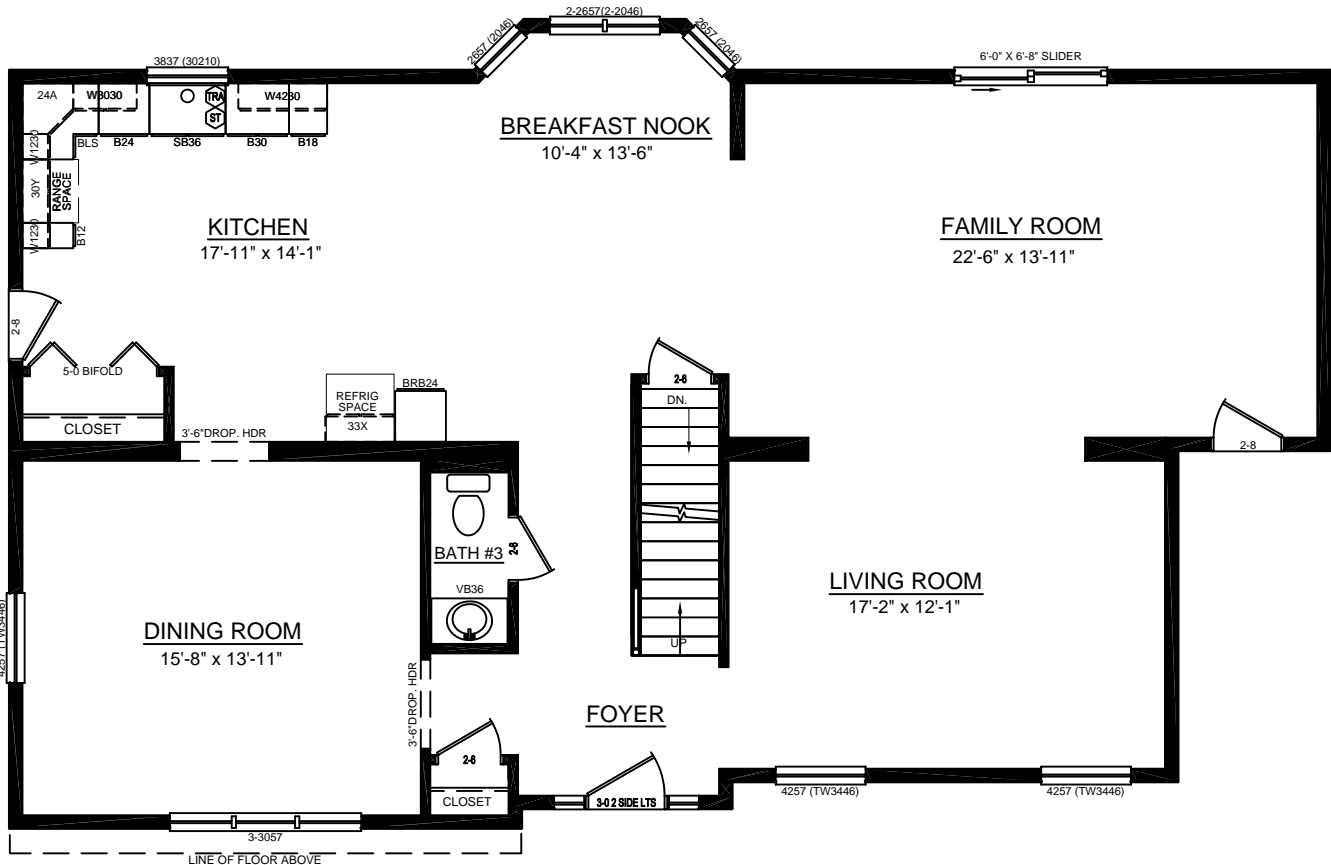 2-2657(2-2046)
2657 (2046)
2657 (2046)
3837 (30210)
6'-0" X 6'-8" SLIDER
24A
W3030
TRA
ST
W4230
BREAKFAST NOOK
10'-4" x 13'-6"
W1230
BLS
B24
SB36
B30
B18
30Y
RANGE
SPACE
W1230
B12
KITCHEN
17'-11" x 14'-1"
FAMILY ROOM
22'-6" x 13'-11"
2-8
5-0 BIFOLD
CLOSET
3'-6"DROP. HDR
REFRIG
SPACE
33X
BRB24
2-6
DN.
2-8
BATH #3
2-6
VB36
UP
LIVING ROOM
17'-2" x 12'-1"
4257 (TW3446)
DINING ROOM
15'-8" x 13'-11"
3'-6"DROP. HDR
FOYER
2-6
CLOSET
3-0 2 SIDE LTS
4257 (TW3446)
4257 (TW3446)
3-3057
LINE OF FLOOR ABOVE